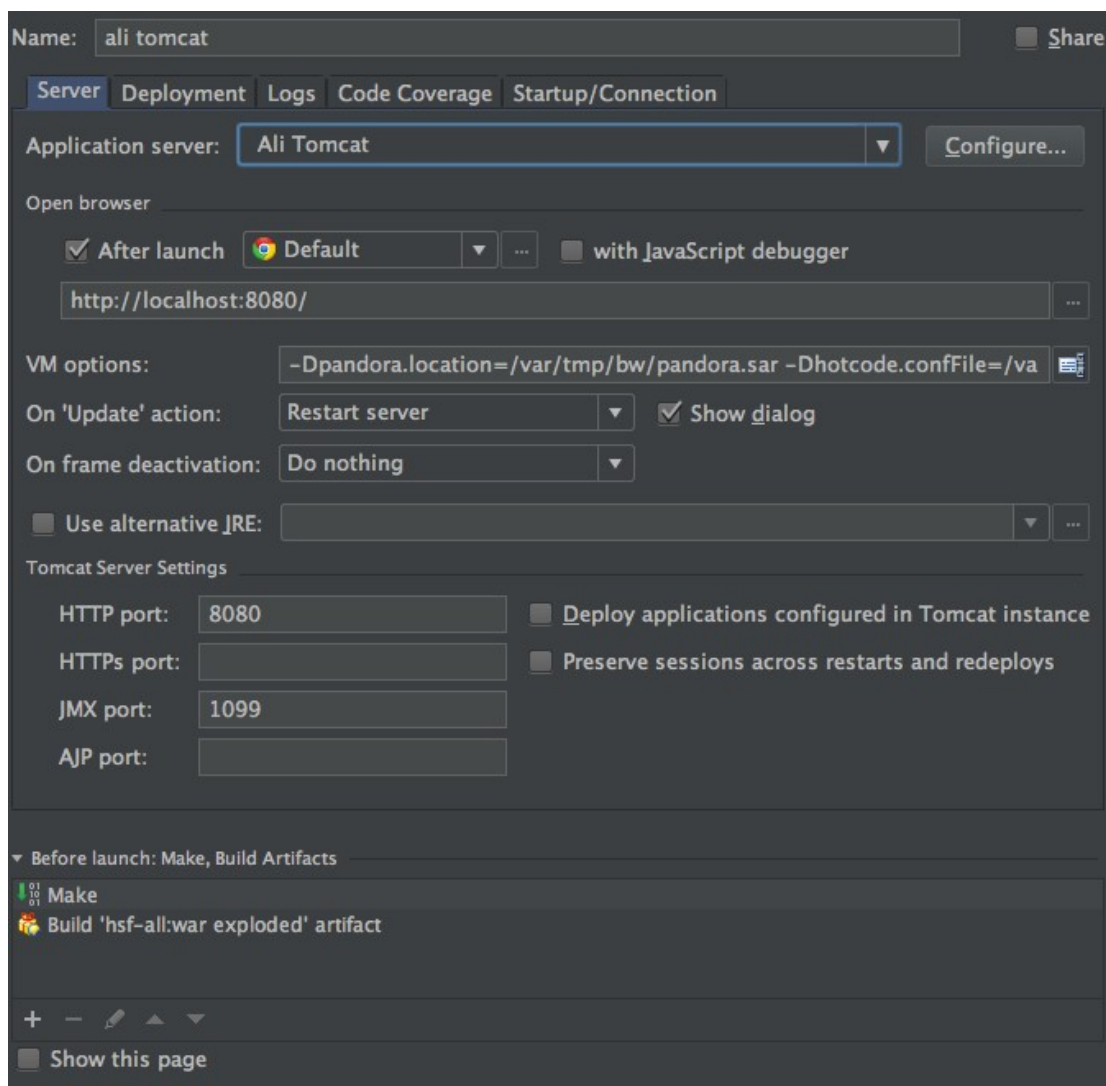 Name: ali tomcat Share
Server Deployment Logs Code Coverage Startup/Connection
Application server: Ali Tomcat Configure...
Open browser
After launch Default ... with JavaScript debugger
http://localhost:8080/ ...
VM options: -Dpandora.location=/var/tmp/bw/pandora.sar -Dhotcode.confFile=/va
On 'Update' action: Restart server Show dialog
On frame deactivation: Do nothing
Use alternative JRE: ...
Tomcat Server Settings
HTTP port: 8080 Deploy applications configured in Tomcat instance
HTTPs port: Preserve sessions across restarts and redeploys
JMX port: 1099
AJP port:
Before launch: Make, Build Artifacts
Make
Build 'hsf-all:war exploded' artifact
Show this page